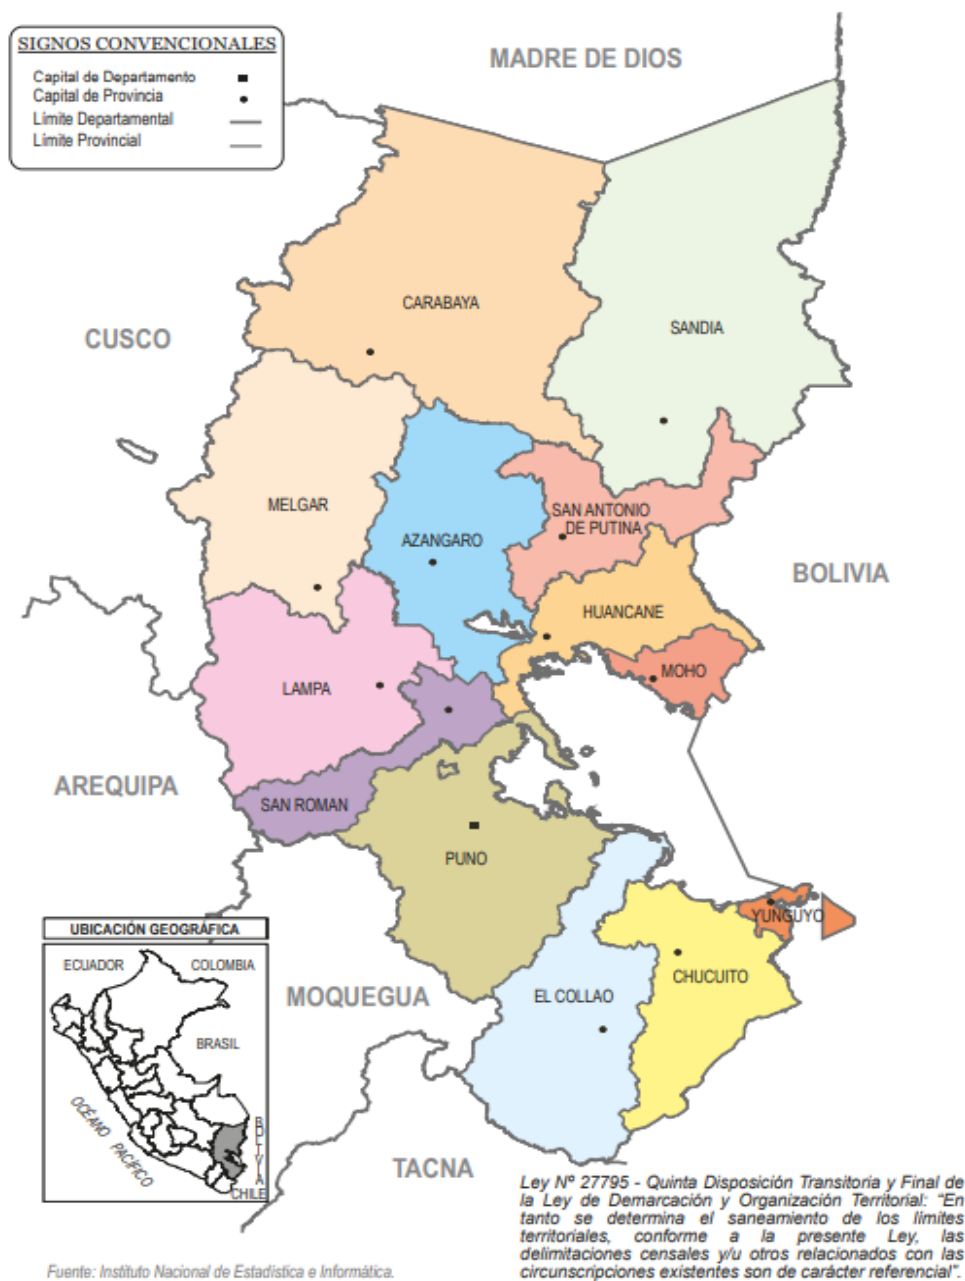 SIGNOS CONVENCIONALES
Capital de Departamento
Capital de Provincia
Límite Departamental
Límite Provincial
MADRE DE DIOS
CARABAYA
SANDIA
CUSCO
MELGAR
AZANGARO
SAN ANTONIO
DE PUTINA
BOLIVIA
HUANCANE
MOHO
LAMPA
AREQUIPA
SAN ROMAN
PUNO
YUNGUYO
CHUCUITO
EL COLLAO
MOQUEGUA
TACNA
UBICACIÓN GEOGRÁFICA
ECUADOR
COLOMBIA
BRASIL
OCÉANO PACÍFICO
BOLIVIA
CHILE
Ley Nº 27795 - Quinta Disposición Transitoria y Final de
la Ley de Demarcación y Organización Territorial: “En
tanto se determina el saneamiento de los límites
territoriales, conforme a la presente Ley, las
delimitaciones censales y/u otros relacionados con las
circunscripciones existentes son de carácter referencial”.
Fuente: Instituto Nacional de Estadística e Informática.